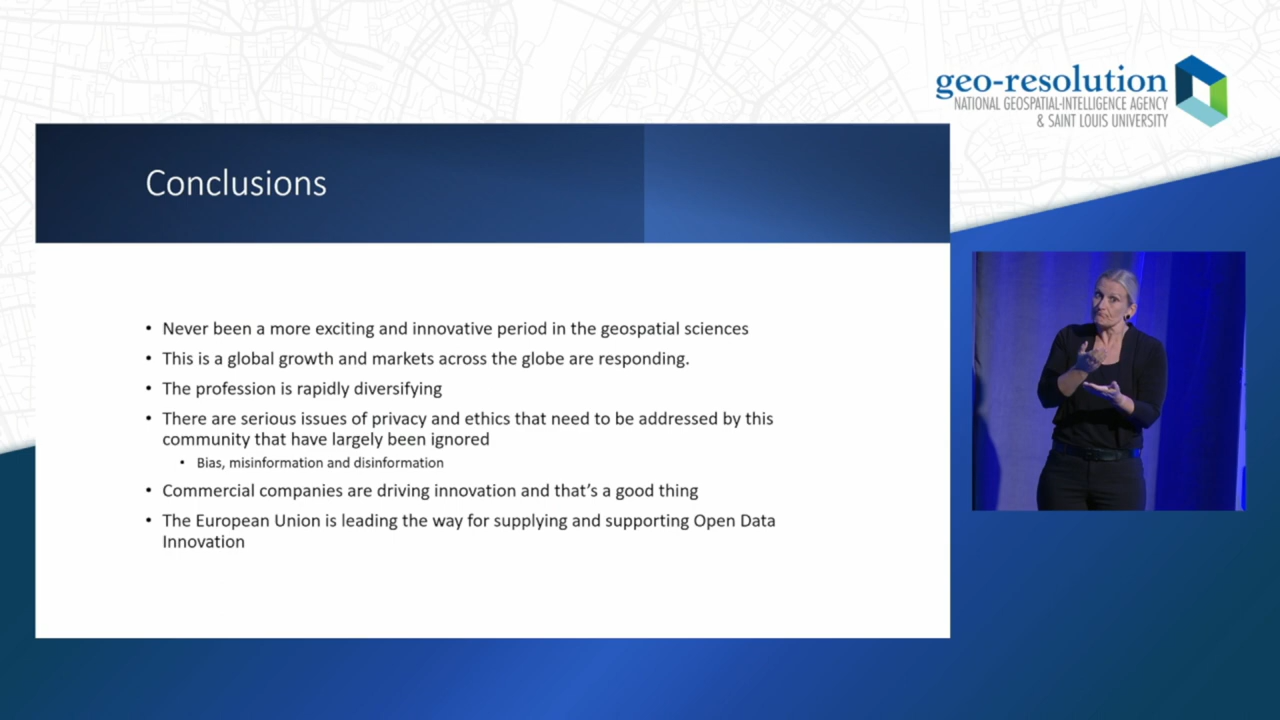 geo-resolution
NATIONAL GEOSPATIAL-INTELLIGENCE AGENCY
& SAINT LOUIS UNIVERSITY
Conclusions
• Never been a more exciting and innovative period in the geospatial sciences
• This is a global growth and markets across the globe are responding.
• The profession is rapidly diversifying
• There are serious issues of privacy and ethics that need to be addressed by this
community that have largely been ignored
• Bias, misinformation and disinformation
• Commercial companies are driving innovation and that's a good thing
• The European Union is leading the way for supplying and supporting Open Data
Innovation